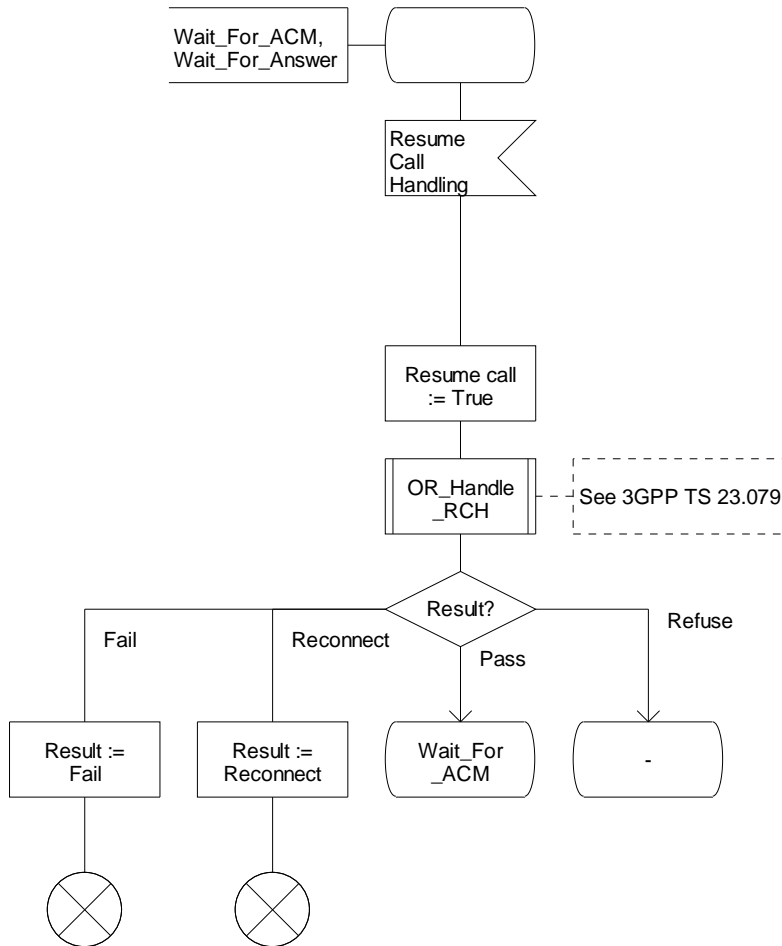 Wait_For_ACM,
Wait_For_Answer
Resume
Call
Handling
Resume call
:= True
OR_Handle
_RCH
See 3GPP TS 23.079
Result?
Fail
Reconnect
Pass
Refuse
Result :=
Fail
Result :=
Reconnect
Wait_For
_ACM
-